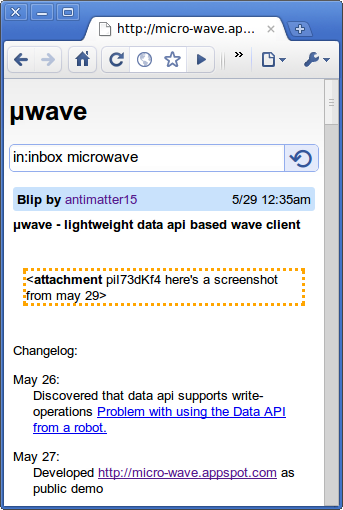 http://micro-wave.ap...
»
µwave
in:inbox microwave
Blip by antimatter15 5/29 12:35am
µwave - lightweight data api based wave client
<attachment pil73dKf4 here's a screenshot
from may 29>
Changelog:
May 26:
Discovered that data api supports write-
operations Problem with using the Data API
from a robot.
May 27:
Developed http://micro-wave.appspot.com as
public demo